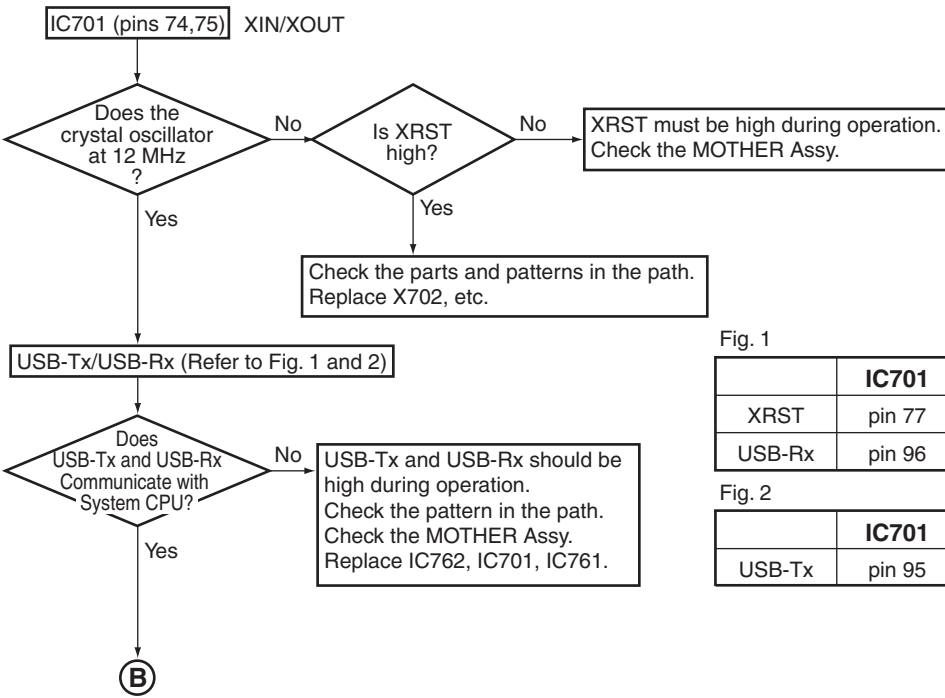 IC701 (pins 74,75) XIN/XOUT
Does the
crystal oscillator
at 12 MHz
?
No
Is XRST
high?
No
XRST must be high during operation.
Check the MOTHER Assy.
Yes
Yes
Check the parts and patterns in the path.
Replace X702, etc.
USB-Tx/USB-Rx (Refer to Fig. 1 and 2)
Does
USB-Tx and USB-Rx
Communicate with
System CPU?
No
USB-Tx and USB-Rx should be
high during operation.
Check the pattern in the path.
Check the MOTHER Assy.
Replace IC762, IC701, IC761.
Yes
B
Fig. 1
IC701
XRST pin 77
USB-Rx pin 96
Fig. 2
IC701
USB-Tx pin 95